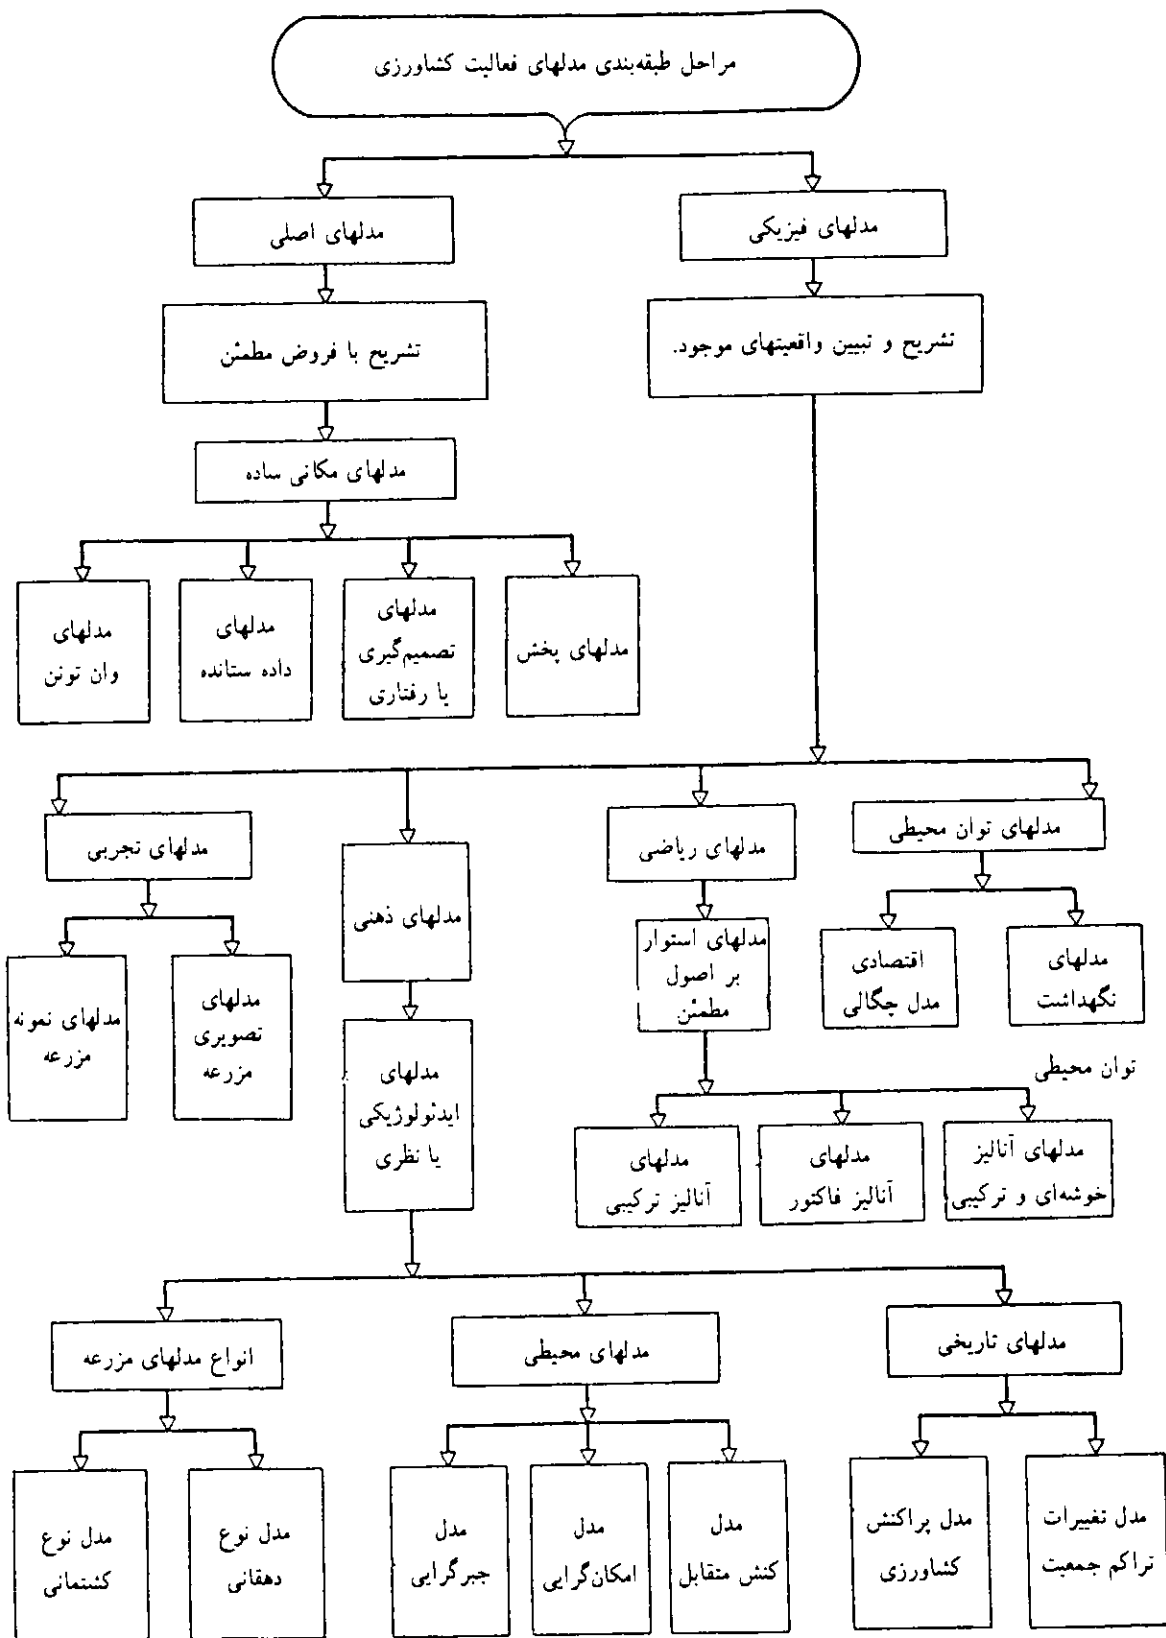 مراحل طبقه‌بندی مدلهای فعالیت کشاورزی
مدلهای فیزیکی
مدلهای اصلی
تشریح و تبیین واقعیتهای موجود.
تشریح با فروض مطمئن
مدلهای مکانی ساده
مدلهای پخش
مدلهای
تصمیم‌گیری
یا رفتاری
مدلهای
داده ستانده
مدلهای
وان تونن
مدلهای توان محیطی
مدلهای ریاضی
مدلهای ذهنی
مدلهای تجربی
مدلهای
نگهداشت
توان محیطی
اقتصادی
مدل چگالی
مدلهای استوار
بر اصول
مطمئن
مدلهای
تصویری
مزرعه
مدلهای نمونه
مزرعه
مدلهای
ایدئولوژیکی
یا نظری
مدلهای آنالیز
خوشه‌ای و ترکیبی
مدلهای
آنالیز فاکتور
مدلهای
آنالیز ترکیبی
مدلهای تاریخی
مدلهای محیطی
انواع مدلهای مزرعه
مدل تغییرات
تراکم جمعیت
مدل پراکنش
کشاورزی
مدل
کنش متقابل
مدل
امکان‌گرایی
مدل
جبرگرایی
مدل نوع
دهقانی
مدل نوع
کشتمانی